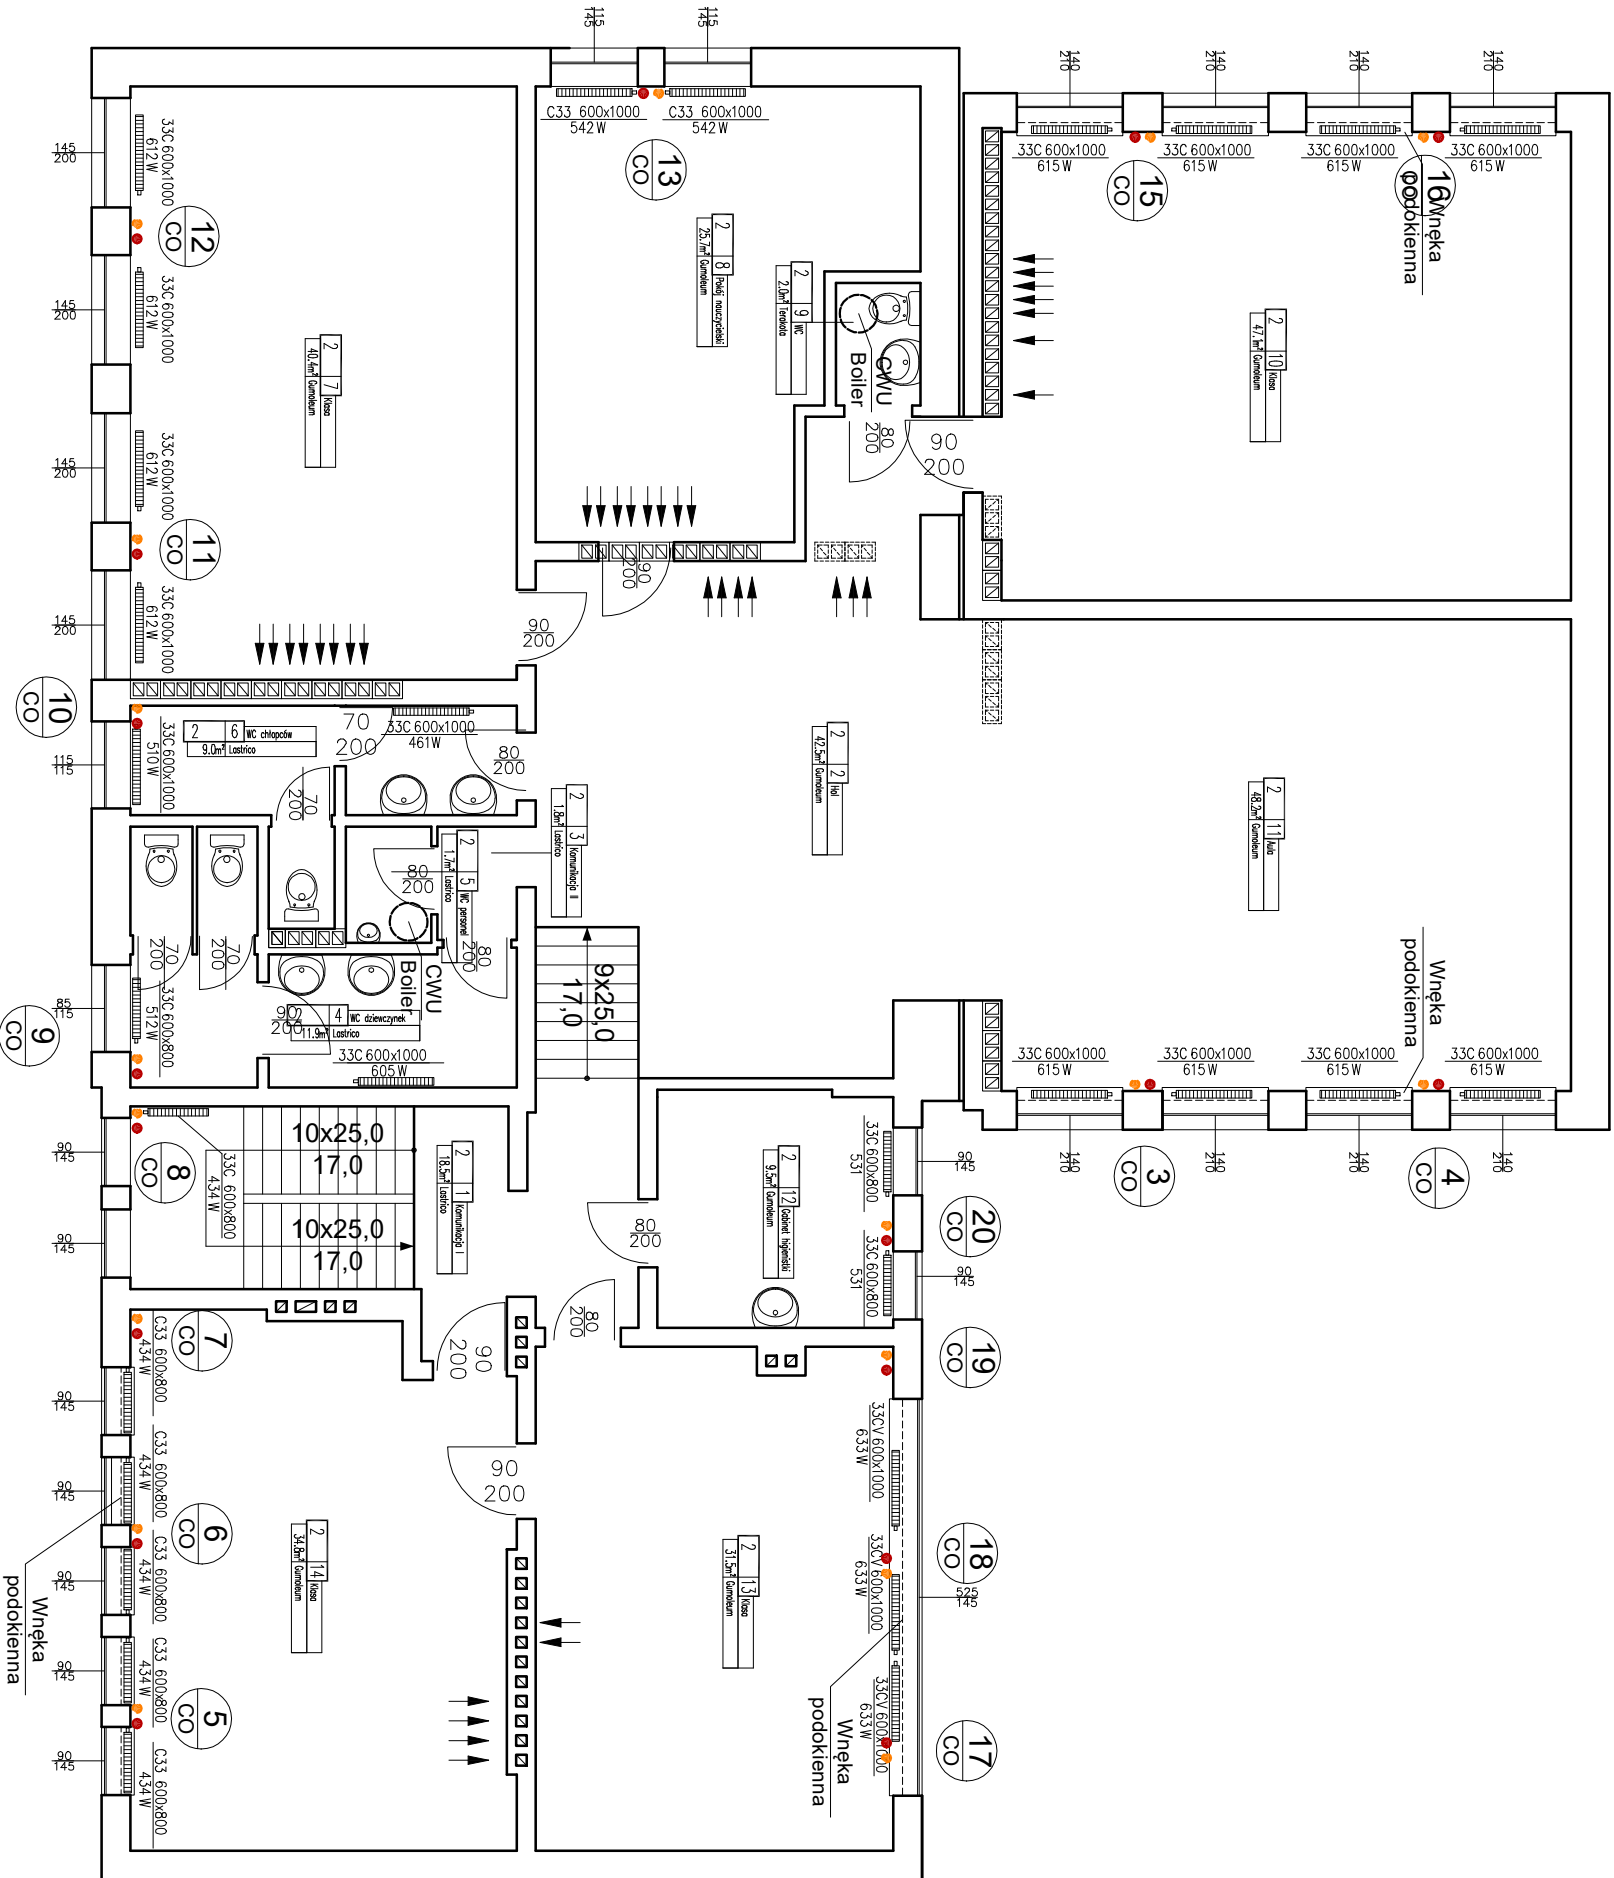 115
145
115
145
140
210
140
210
140
210
140
210
C33 600x1000
542 W
C33 600x1000
542 W
13
CO
33C 600x1000
615 W
33C 600x1000
615 W
33C 600x1000
615 W
33C 600x1000
615 W
15
CO
16
CO
Wnęka
podokienna
145
200
33C 600x1000
612 W
12
CO
145
200
33C 600x1000
612 W
2 8 Pokój nauczycielski
25.7m² Gumoleum
2 9 WC
2.0m² Terakota
CWU
Boiler
2 10 Klasa
47.1m² Gumoleum
2 7 Klasa
40.4m² Gumoleum
80
200
90
200
145
200
33C 600x1000
612 W
11
CO
90
200
145
200
33C 600x1000
612 W
90
200
10
CO
115
115
33C 600x1000
510 W
2 6 WC chłopców
9.0m² Lastrico
70
200
33C 600x1000
461W
80
200
70
200
2 2 Hol
42.5m² Gumoleum
2 11 Aula
48.2m² Gumoleum
2 3 Komunikacja II
1.8m² Lastrico
2 5 WC personel
1.7m² Lastrico
80
200
80
200
CWU
Boiler
70
200
70
200
85
115
9
CO
33C 600x800
512 W
90
200
2 4 WC dziewczynek
11.9m² Lastrico
33C 600x1000
605 W
9x25,0
17,0
Wnęka
podokienna
33C 600x1000
615 W
33C 600x1000
615 W
33C 600x1000
615 W
33C 600x1000
615 W
140
210
140
210
140
210
140
210
3
CO
4
CO
90
145
8
CO
33C 600x800
434 W
10x25,0
17,0
10x25,0
17,0
90
145
2 1 Komunikacja I
18.5m² Lastrico
2 12 Gabinet higienistki
9.5m² Gumoleum
33C 600x800
531
90
145
20
CO
33C 600x800
531
90
145
80
200
80
200
90
200
19
CO
7
CO
C33 600x800
434 W
90
145
C33 600x800
434 W
90
145
6
CO
C33 600x800
434 W
90
145
C33 600x800
434 W
90
145
5
CO
C33 600x800
434 W
90
145
Wnęka
podokienna
90
200
2 14 Klasa
34.8m² Gumoleum
2 13 Klasa
31.5m² Gumoleum
33CV 600x1000
633 W
33CV 600x1000
633 W
33CV 600x1000
633 W
18
CO
525
145
17
CO
Wnęka
podokienna